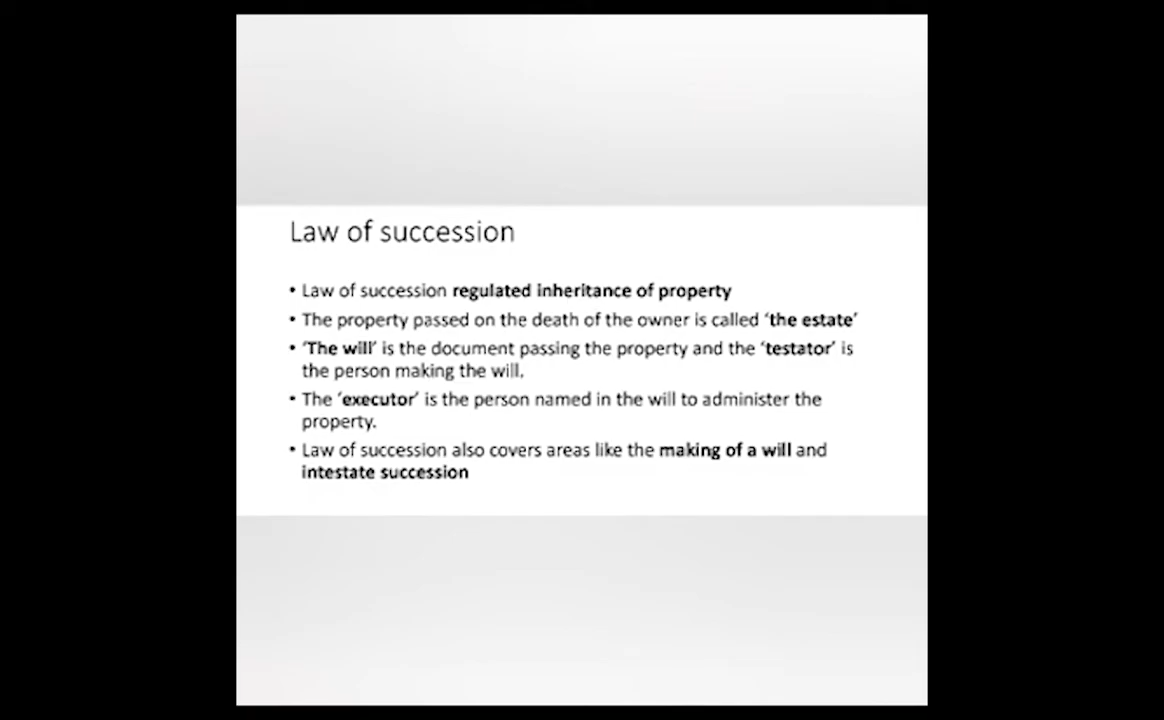 Law of succession
• Law of succession regulated inheritance of property
• The property passed on the death of the owner is called ‘the estate’
• ‘The will’ is the document passing the property and the ‘testator’ is
the person making the will.
• The ‘executor’ is the person named in the will to administer the
property.
• Law of succession also covers areas like the making of a will and
intestate succession